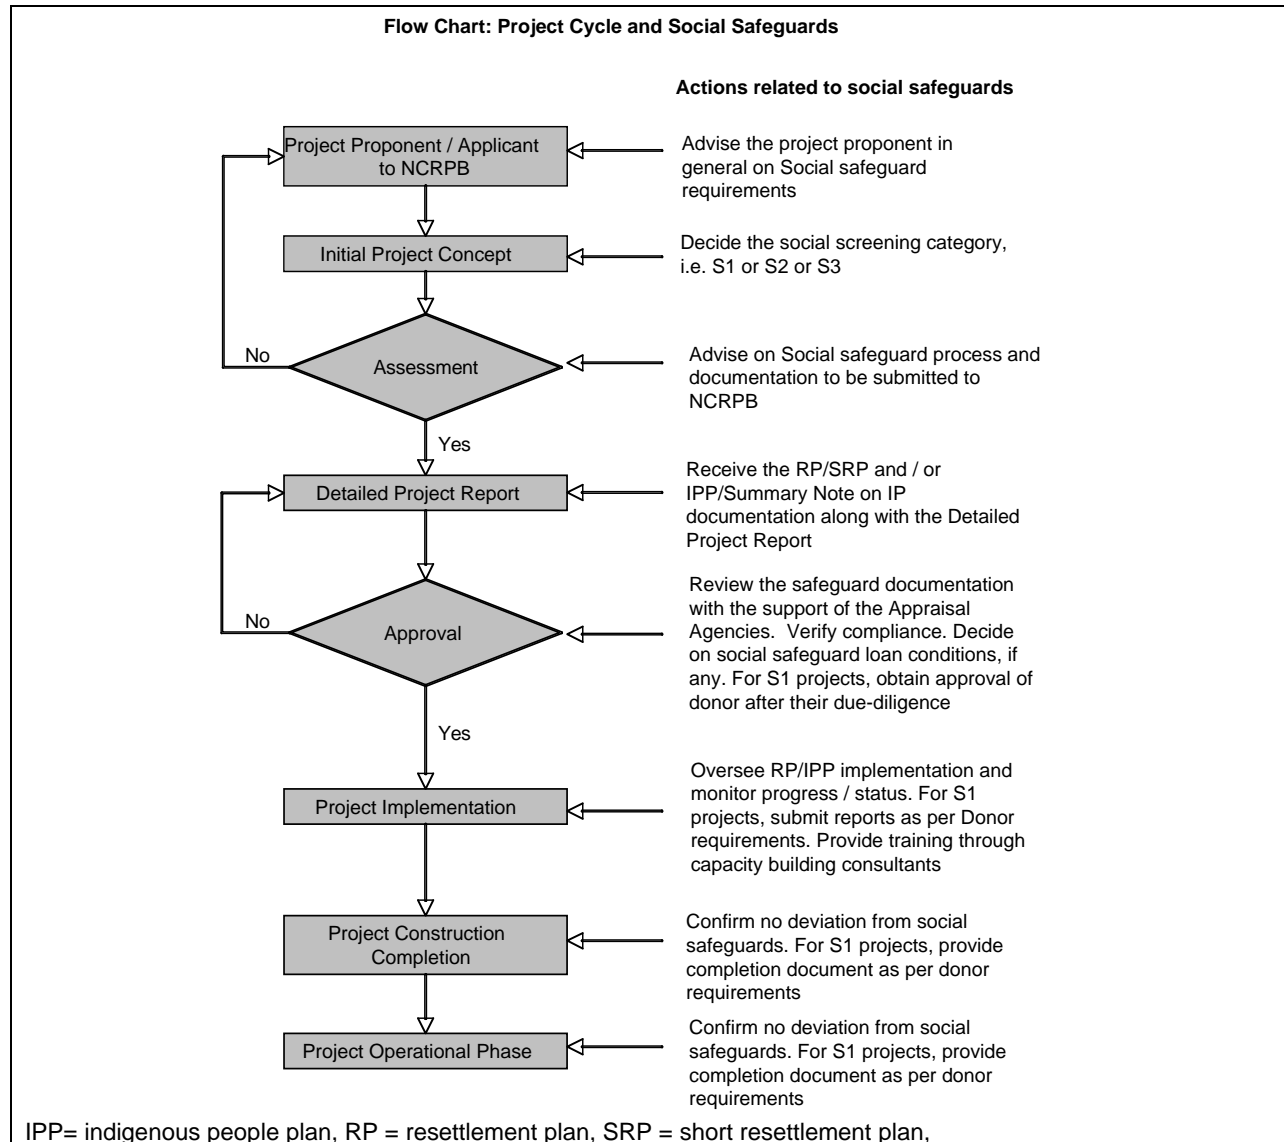 Flow Chart: Project Cycle and Social Safeguards
Actions related to social safeguards
Project Proponent / Applicant
to NCRPB
Advise the project proponent in
general on Social safeguard
requirements
Initial Project Concept
Decide the social screening category,
i.e. S1 or S2 or S3
No
Assessment
Advise on Social safeguard process and
documentation to be submitted to
NCRPB
Yes
Detailed Project Report
Receive the RP/SRP and / or
IPP/Summary Note on IP
documentation along with the Detailed
Project Report
No
Approval
Review the safeguard documentation
with the support of the Appraisal
Agencies.  Verify compliance. Decide
on social safeguard loan conditions, if
any. For S1 projects, obtain approval of
donor after their due-diligence
Yes
Project Implementation
Oversee RP/IPP implementation and
monitor progress / status. For S1
projects, submit reports as per Donor
requirements. Provide training through
capacity building consultants
Project Construction
Completion
Confirm no deviation from social
safeguards. For S1 projects, provide
completion document as per donor
requirements
Project Operational Phase
Confirm no deviation from social
safeguards. For S1 projects, provide
completion document as per donor
requirements
IPP= indigenous people plan, RP = resettlement plan, SRP = short resettlement plan,